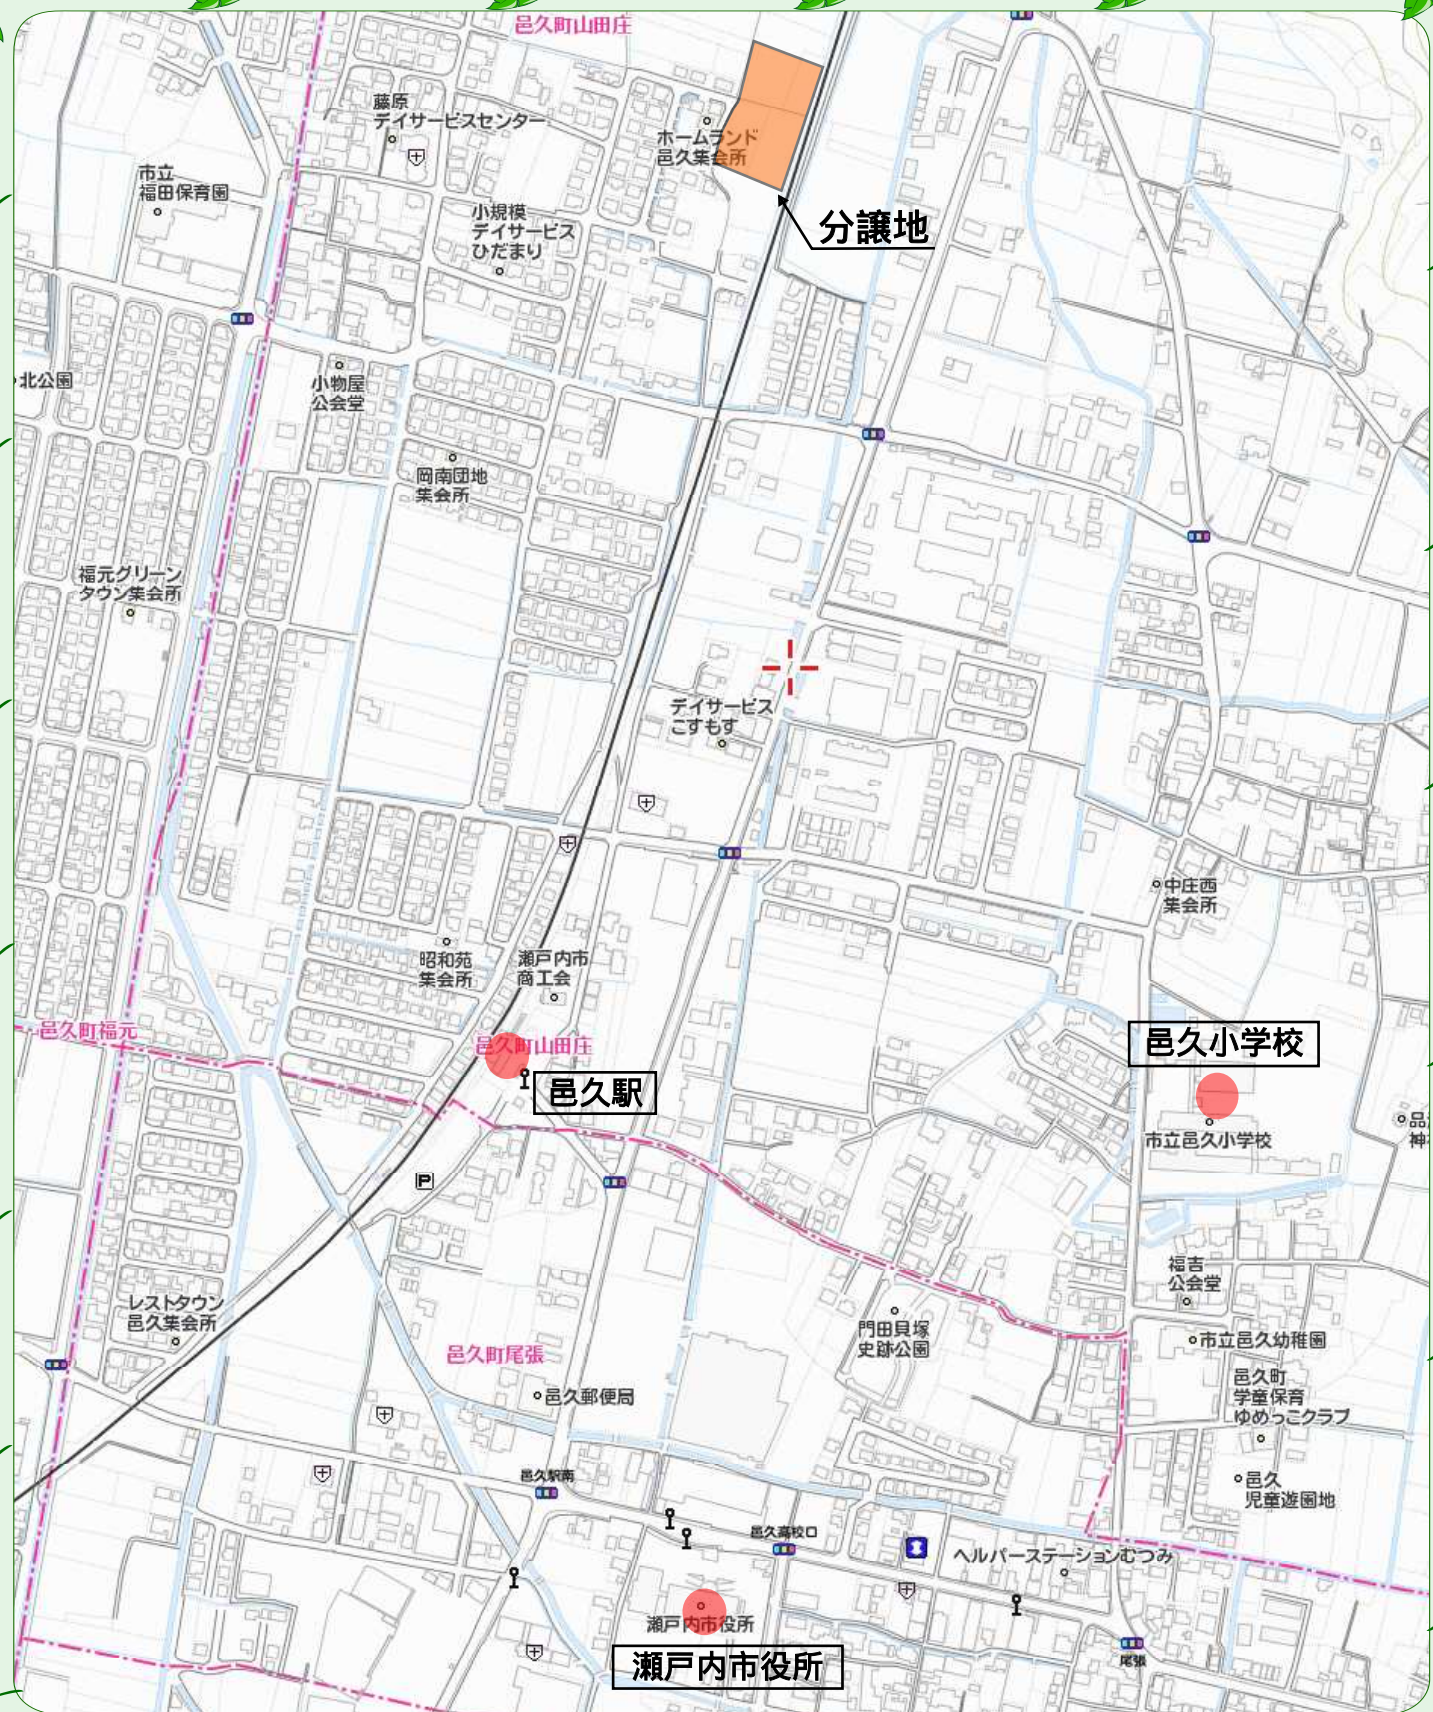 邑久町山田庄
藤原
デイサービスセンター
ホームランド
邑久集会所
市立
福田保育園
小規模
デイサービス
ひだまり
分譲地
北公園
小物屋
公会堂
岡南団地
集会所
福元グリーン
タウン集会所
デイサービス
こすもす
中庄西
集会所
昭和苑
集会所
瀬戸内市
商工会
邑久町福元
邑久町山田庄
邑久駅
邑久小学校
市立邑久小学校
P
福吉
公会堂
レストタウン
邑久集会所
門田貝塚
史跡公園
市立邑久幼稚園
邑久町尾張
邑久町
学童保育
ゆめっこクラブ
邑久郵便局
邑久駅南
邑久
児童遊園地
邑久高校口
ヘルパーステーションむつみ
瀬戸内市役所
瀬戸内市役所
尾張